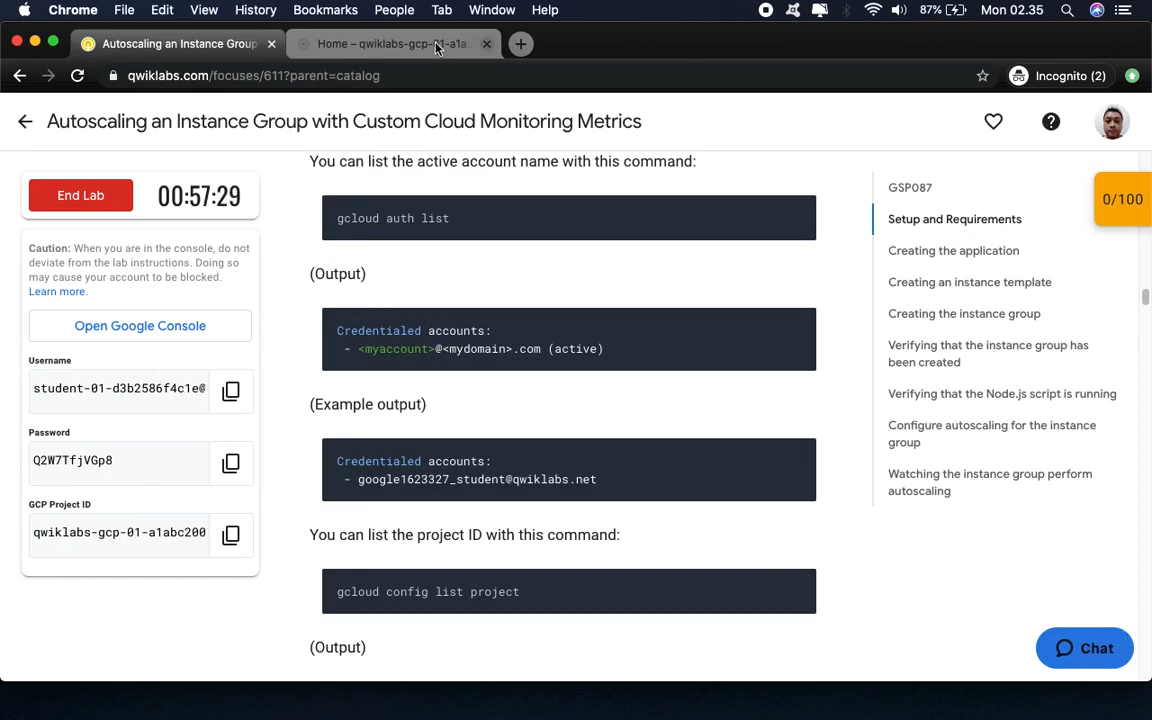 Chrome File Edit View History Bookmarks People Tab Window Help 87% Mon 02.35
Autoscaling an Instance Group Home – qwiklabs-gcp-01-a1a...
qwiklabs.com/focuses/611?parent=catalog Incognito (2)
Autoscaling an Instance Group with Custom Cloud Monitoring Metrics
End Lab 00:57:29
Caution: When you are in the console, do not
deviate from the lab instructions. Doing so
may cause your account to be blocked.
Learn more.
Open Google Console
Username
student-01-d3b2586f4c1e@
Password
Q2W7TfjVGp8
GCP Project ID
qwiklabs-gcp-01-a1abc200
You can list the active account name with this command:
gcloud auth list
(Output)
Credentialed accounts:
- <myaccount>@<mydomain>.com (active)
(Example output)
Credentialed accounts:
- google1623327_student@qwiklabs.net
You can list the project ID with this command:
gcloud config list project
(Output)
GSP087
Setup and Requirements
Creating the application
Creating an instance template
Creating the instance group
Verifying that the instance group has
been created
Verifying that the Node.js script is running
Configure autoscaling for the instance
group
Watching the instance group perform
autoscaling
0/100
Chat